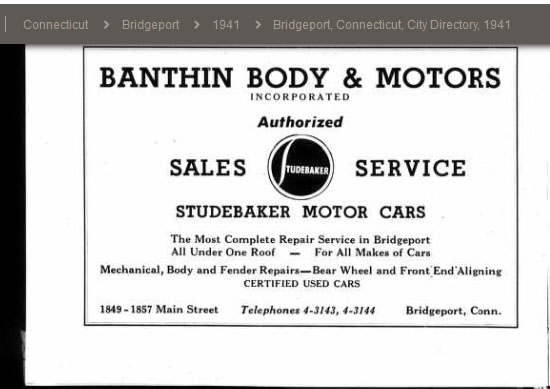 Connecticut > Bridgeport > 1941 > Bridgeport, Connecticut, City Directory, 1941
BANTHIN BODY & MOTORS
INCORPORATED
Authorized
SALES STUDEBAKER SERVICE
STUDEBAKER MOTOR CARS
The Most Complete Repair Service in Bridgeport
All Under One Roof — For All Makes of Cars
Mechanical, Body and Fender Repairs—Bear Wheel and Front End Aligning
CERTIFIED USED CARS
1849-1857 Main Street Telephones 4-3143, 4-3144 Bridgeport, Conn.